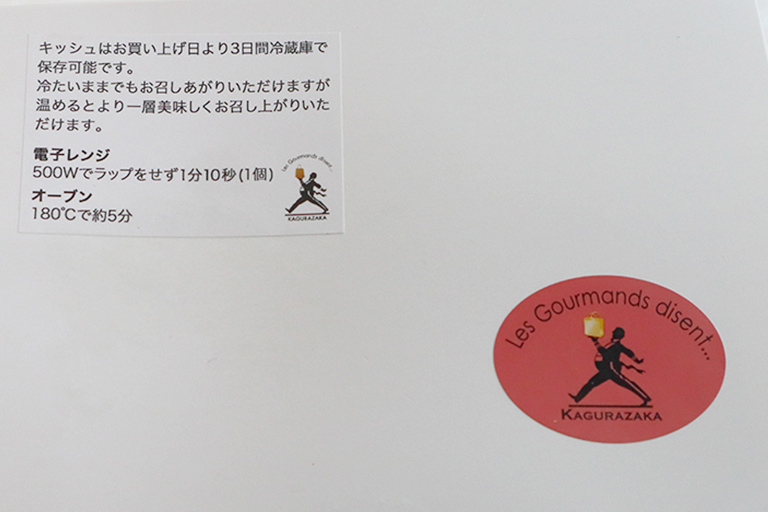 キッシュはお買い上げ日より3日間冷蔵庫で
保存可能です。
冷たいままでもお召しあがりいただけますが
温めるとより一層美味しくお召し上がりいた
だけます。
電子レンジ
500Wでラップをせず1分10秒(1個)
オーブン
180℃で約5分
Les Gourmands disent...
KAGURAZAKA
Les Gourmands disent...
KAGURAZAKA